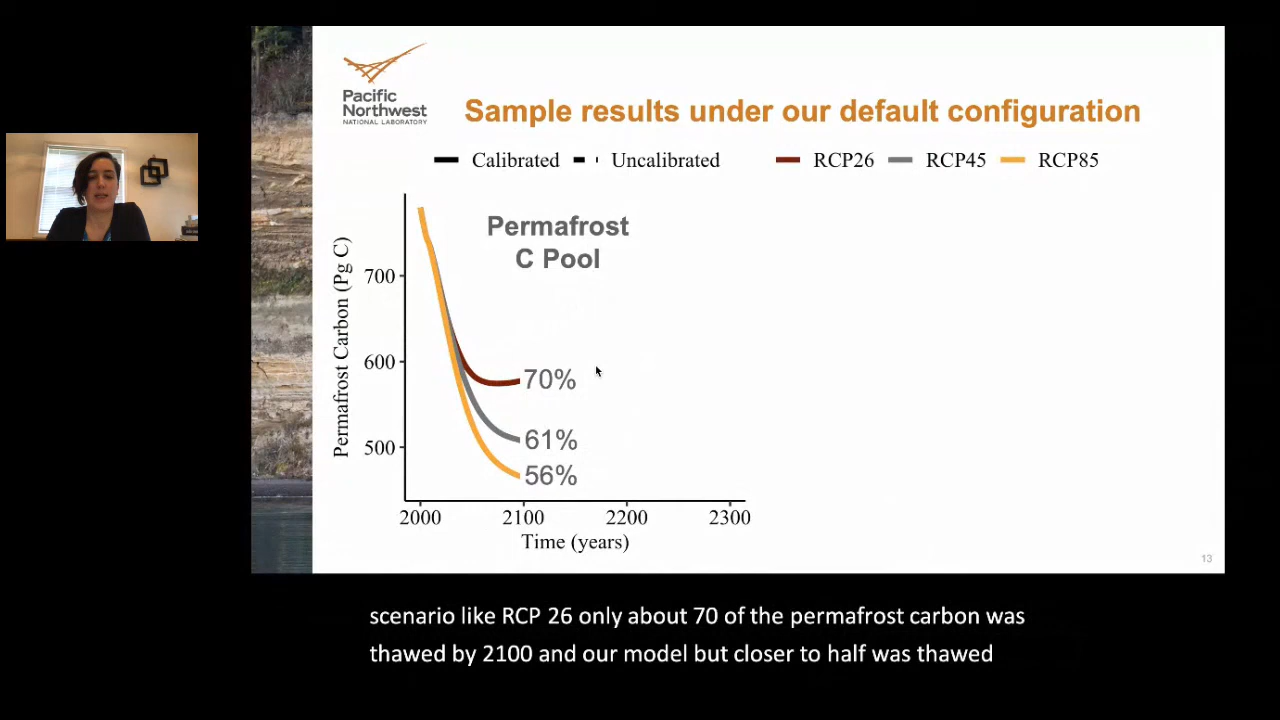 Pacific
Northwest
NATIONAL LABORATORY
Sample results under our default configuration
Calibrated Uncalibrated RCP26 RCP45 RCP85
Permafrost
C Pool
Permafrost Carbon (Pg C)
700
600
500
70%
61%
56%
2000 2100 2200 2300
Time (years)
13
scenario like RCP 26 only about 70 of the permafrost carbon was
thawed by 2100 and our model but closer to half was thawed